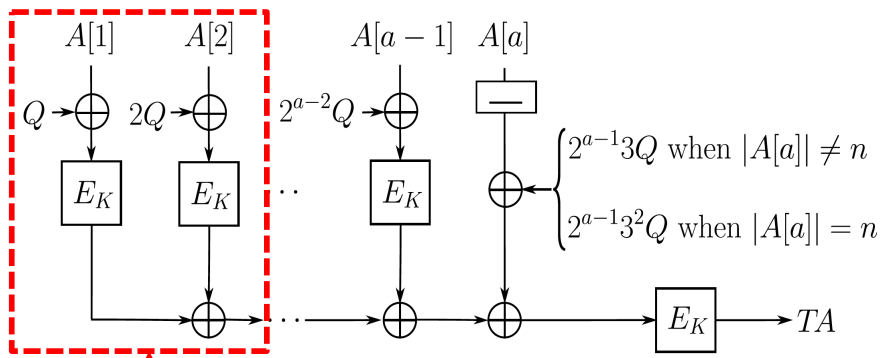 A[1] A[2] A[a − 1] A[a]
Q 2Q 2^{a−2}Q
2^{a−1}3Q when |A[a]| ≠ n
E_K E_K ·· E_K
2^{a−1}3^2Q when |A[a]| = n
··· E_K TA